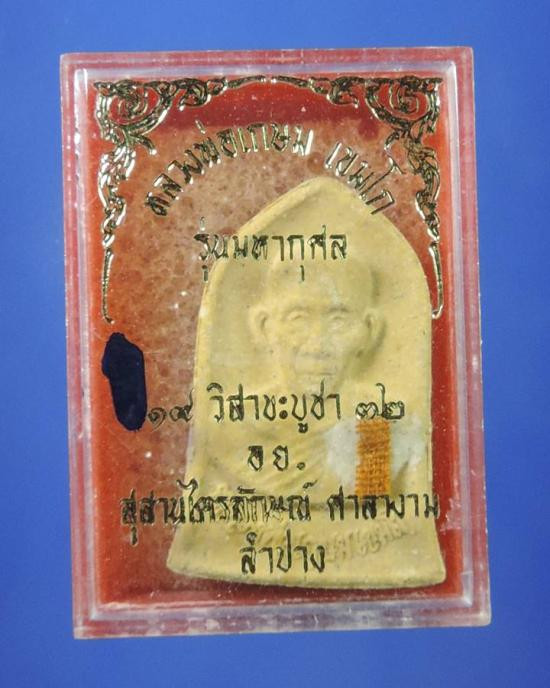 หลวงพ่อเกษม เขมโก
รุ่นมหากุศล
๑๙ วิสาขะบูชา ๓๒
อย.
สุสานไตรลักษณ์ ศาลางาม
ลำปาง